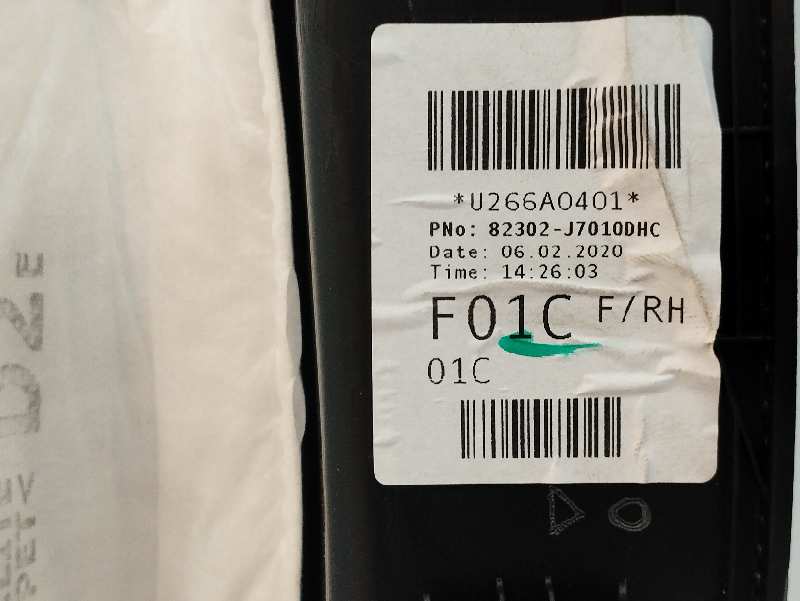 *U266A0401*
PNo: 82302-J7010DHC
Date: 06.02.2020
Time: 14:26:03
F01C F/RH
01C